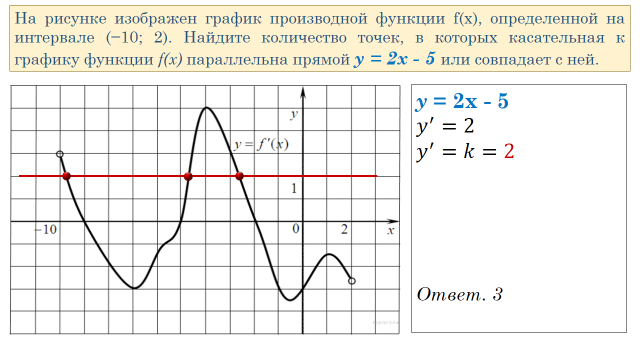 На рисунке изображен график производной функции f(x), определенной на
интервале (−10; 2). Найдите количество точек, в которых касательная к
графику функции f(x) параллельна прямой y = 2x - 5 или совпадает с ней.
y = 2x - 5
y′ = 2
y′ = k = 2
Ответ. 3
y
y = f ′(x)
1
−10
0
2
x